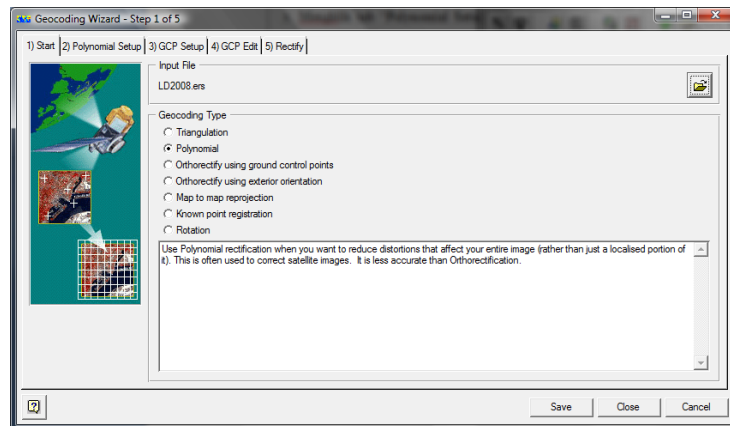 Geocoding Wizard - Step 1 of 5
1) Start 2) Polynomial Setup 3) GCP Setup 4) GCP Edit 5) Rectify
Input File
LD2008.ers
Geocoding Type
Triangulation
Polynomial
Orthorectify using ground control points
Orthorectify using exterior orientation
Map to map reprojection
Known point registration
Rotation
Use Polynomial rectification when you want to reduce distortions that affect your entire image (rather than just a localised portion of
it). This is often used to correct satellite images. It is less accurate than Orthorectification.
Save Close Cancel